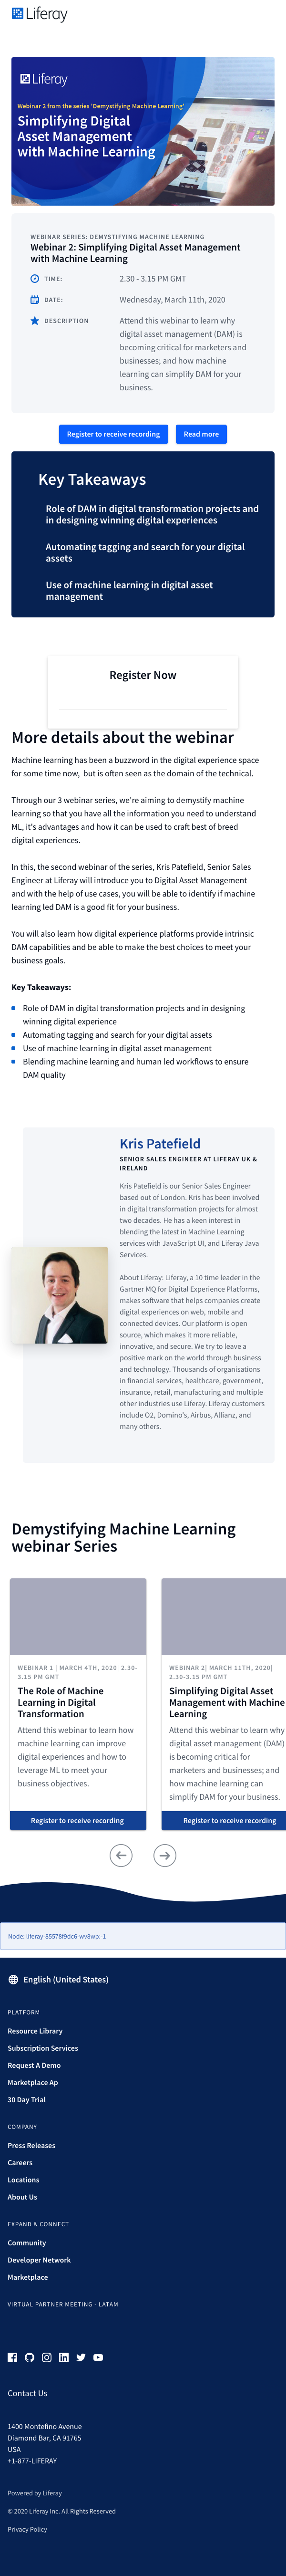 Liferay
Liferay
Webinar 2 from the series 'Demystifying Machine Learning'
Simplifying Digital
Asset Management
with Machine Learning
WEBINAR SERIES: DEMYSTIFYING MACHINE LEARNING
Webinar 2: Simplifying Digital Asset Management
with Machine Learning
TIME:
2.30 - 3.15 PM GMT
DATE:
Wednesday, March 11th, 2020
DESCRIPTION
Attend this webinar to learn why
digital asset management (DAM) is
becoming critical for marketers and
businesses; and how machine
learning can simplify DAM for your
business.
Register to receive recording
Read more
Key Takeaways
Role of DAM in digital transformation projects and
in designing winning digital experiences
Automating tagging and search for your digital
assets
Use of machine learning in digital asset
management
Register Now
More details about the webinar
Machine learning has been a buzzword in the digital experience space
for some time now, but is often seen as the domain of the technical.
Through our 3 webinar series, we're aiming to demystify machine
learning so that you have all the information you need to understand
ML, it's advantages and how it can be used to craft best of breed
digital experiences.
In this, the second webinar of the series, Kris Patefield, Senior Sales
Engineer at Liferay will introduce you to Digital Asset Management
and with the help of use cases, you will be able to identify if machine
learning led DAM is a good fit for your business.
You will also learn how digital experience platforms provide intrinsic
DAM capabilities and be able to make the best choices to meet your
business goals.
Key Takeaways:
Role of DAM in digital transformation projects and in designing
winning digital experience
Automating tagging and search for your digital assets
Use of machine learning in digital asset management
Blending machine learning and human led workflows to ensure
DAM quality
Kris Patefield
SENIOR SALES ENGINEER AT LIFERAY UK &
IRELAND
Kris Patefield is our Senior Sales Engineer
based out of London. Kris has been involved
in digital transformation projects for almost
two decades. He has a keen interest in
blending the latest in Machine Learning
services with JavaScript UI, and Liferay Java
Services.
About Liferay: Liferay, a 10 time leader in the
Gartner MQ for Digital Experience Platforms,
makes software that helps companies create
digital experiences on web, mobile and
connected devices. Our platform is open
source, which makes it more reliable,
innovative, and secure. We try to leave a
positive mark on the world through business
and technology. Thousands of organisations
in financial services, healthcare, government,
insurance, retail, manufacturing and multiple
other industries use Liferay. Liferay customers
include O2, Domino's, Airbus, Allianz, and
many others.
Demystifying Machine Learning
webinar Series
WEBINAR 1 | MARCH 4TH, 2020| 2.30-
3.15 PM GMT
The Role of Machine
Learning in Digital
Transformation
Attend this webinar to learn how
machine learning can improve
digital experiences and how to
leverage ML to meet your
business objectives.
Register to receive recording
WEBINAR 2| MARCH 11TH, 2020|
2.30-3.15 PM GMT
Simplifying Digital Asset
Management with Machine
Learning
Attend this webinar to learn why
digital asset management (DAM)
is becoming critical for
marketers and businesses; and
how machine learning can
simplify DAM for your business.
Register to receive recording
Node: liferay-85578f9dc6-wv8wp:-1
English (United States)
PLATFORM
Resource Library
Subscription Services
Request A Demo
Marketplace Ap
30 Day Trial
COMPANY
Press Releases
Careers
Locations
About Us
EXPAND & CONNECT
Community
Developer Network
Marketplace
VIRTUAL PARTNER MEETING - LATAM
Contact Us
1400 Montefino Avenue
Diamond Bar, CA 91765
USA
+1-877-LIFERAY
Powered by Liferay
© 2020 Liferay Inc. All Rights Reserved
Privacy Policy